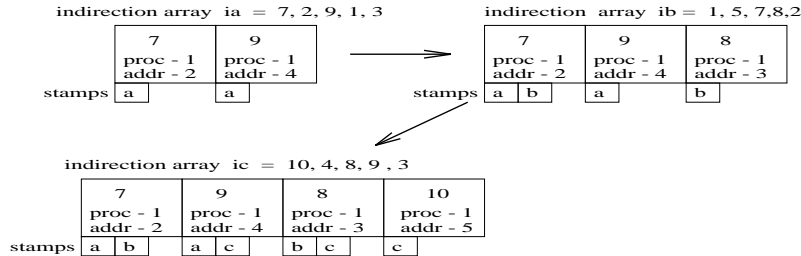 indirection array ia = 7, 2, 9, 1, 3
7
proc - 1
addr - 2
9
proc - 1
addr - 4
stamps a a
indirection array ib = 1, 5, 7,8,2
7
proc - 1
addr - 2
9
proc - 1
addr - 4
8
proc - 1
addr - 3
stamps a b a b
indirection array ic = 10, 4, 8, 9 , 3
7
proc - 1
addr - 2
9
proc - 1
addr - 4
8
proc - 1
addr - 3
10
proc - 1
addr - 5
stamps a b a c b c c